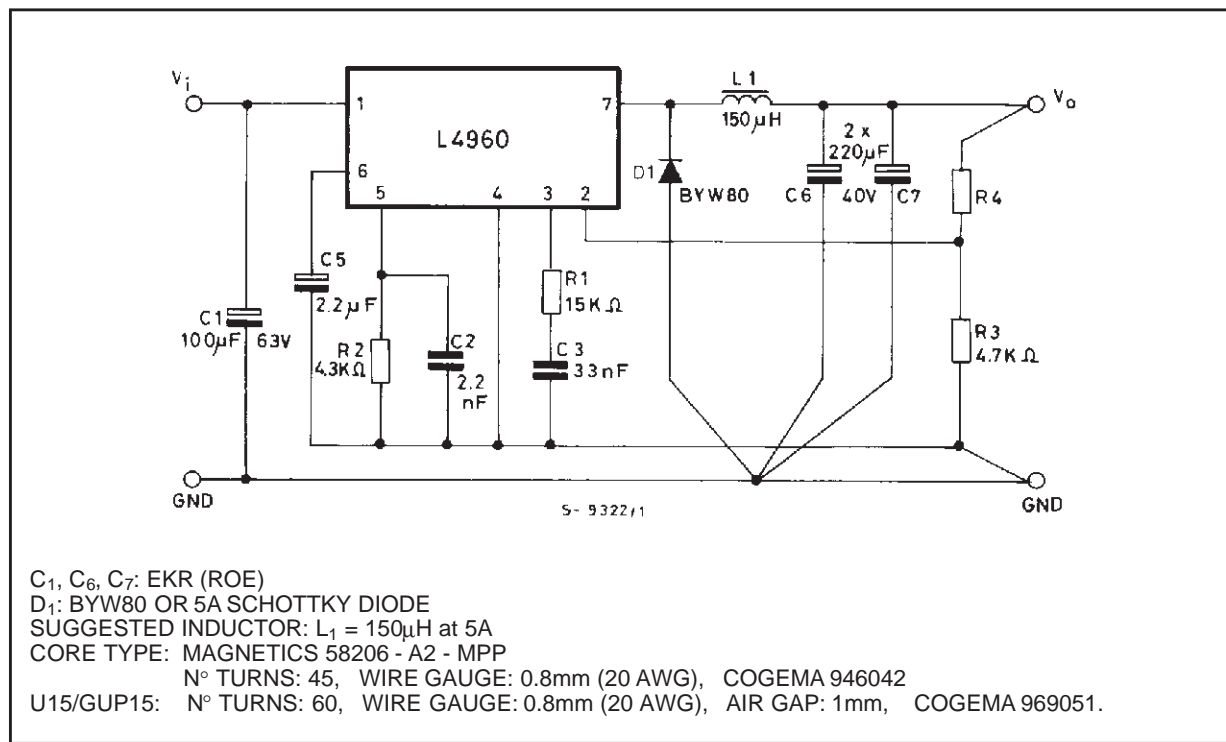 Vi
1
7
L4960
6
5
4
3
2
L1
150μH
Vo
D1
BYW80
2 x
220μF
C6
40V
C7
R4
C5
2.2μF
C1
100μF
63V
R2
4.3KΩ
C2
2.2
nF
R1
15KΩ
C3
33nF
R3
4.7KΩ
GND
GND
S-9322/1
C1, C6, C7: EKR (ROE)
D1: BYW80 OR 5A SCHOTTKY DIODE
SUGGESTED INDUCTOR: L1 = 150μH at 5A
CORE TYPE: MAGNETICS 58206 - A2 - MPP
N° TURNS: 45, WIRE GAUGE: 0.8mm (20 AWG), COGEMA 946042
U15/GUP15: N° TURNS: 60, WIRE GAUGE: 0.8mm (20 AWG), AIR GAP: 1mm, COGEMA 969051.